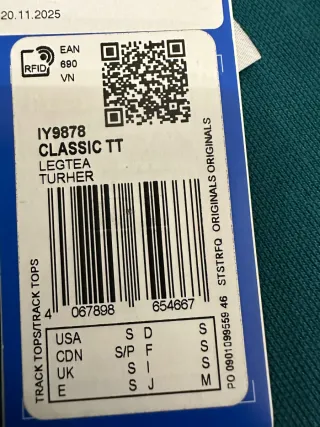 20.11.2025
RFID
EAN
690
VN
IY9878
CLASSIC TT
LEGTEA
TURHER
TRACK TOPS/TRACK TOPS
4 067898 654667
STSTRFQ ORIGINALS ORIGINALS
PO 0901099559 46
USA S D S
CDN S/P F S
UK S I S
E S J M